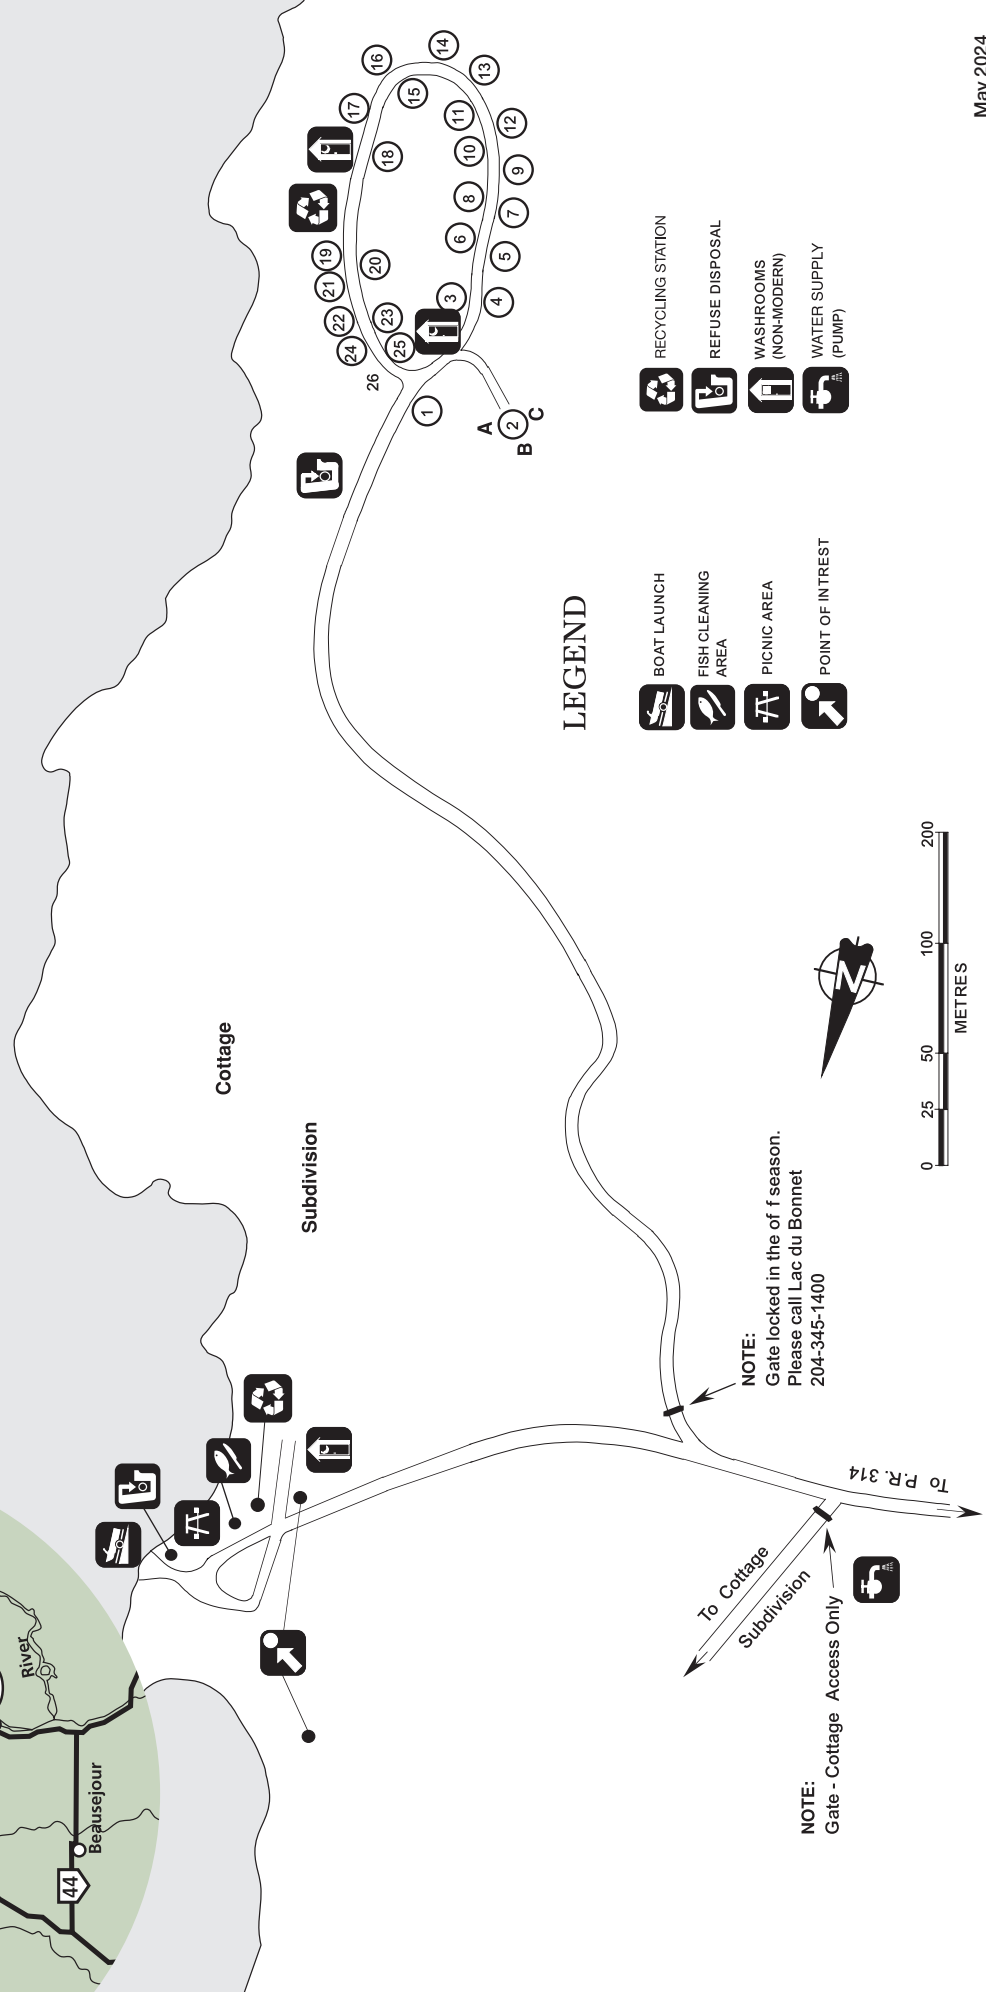 May 2024
14
16
13
15
17
11
12
18
10
9
8
7
6
5
19
20
21
3
4
22
23
24
25
26
1
A
2
C
B
LEGEND
BOAT LAUNCH
FISH CLEANING
AREA
PICNIC AREA
POINT OF INTREST
RECYCLING STATION
REFUSE DISPOSAL
WASHROOMS
(NON-MODERN)
WATER SUPPLY
(PUMP)
N
0 25 50 100 200
METRES
Cottage
Subdivision
NOTE:
Gate locked in the of f season.
Please call Lac du Bonnet
204-345-1400
To P.R. 314
To Cottage
Subdivision
NOTE:
Gate - Cottage Access Only
River
Beausejour
44